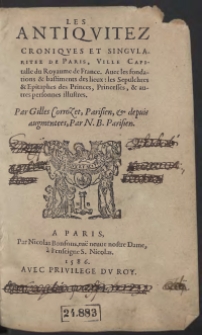 LES
ANTIQVITEZ
CRONIQVES ET SINGVLA-
RITEZ DE PARIS, VILLE CAPI-
talle du Royaume de France. Auec les fonda-
tions & bastimens des lieux: les Sepulchres
& Epitaphes des Princes, Princesses, & au-
tres personnes illustres.
Par Gilles Corrozet, Parisien, & depuis
augmentees, Par N. B. Parisien.
A PARIS,
Par Nicolas Bonfons, ruë neuue nostre Dame,
à l'enseigne S. Nicolas.
1586.
AVEC PRIVILEGE DV ROY.
24.883